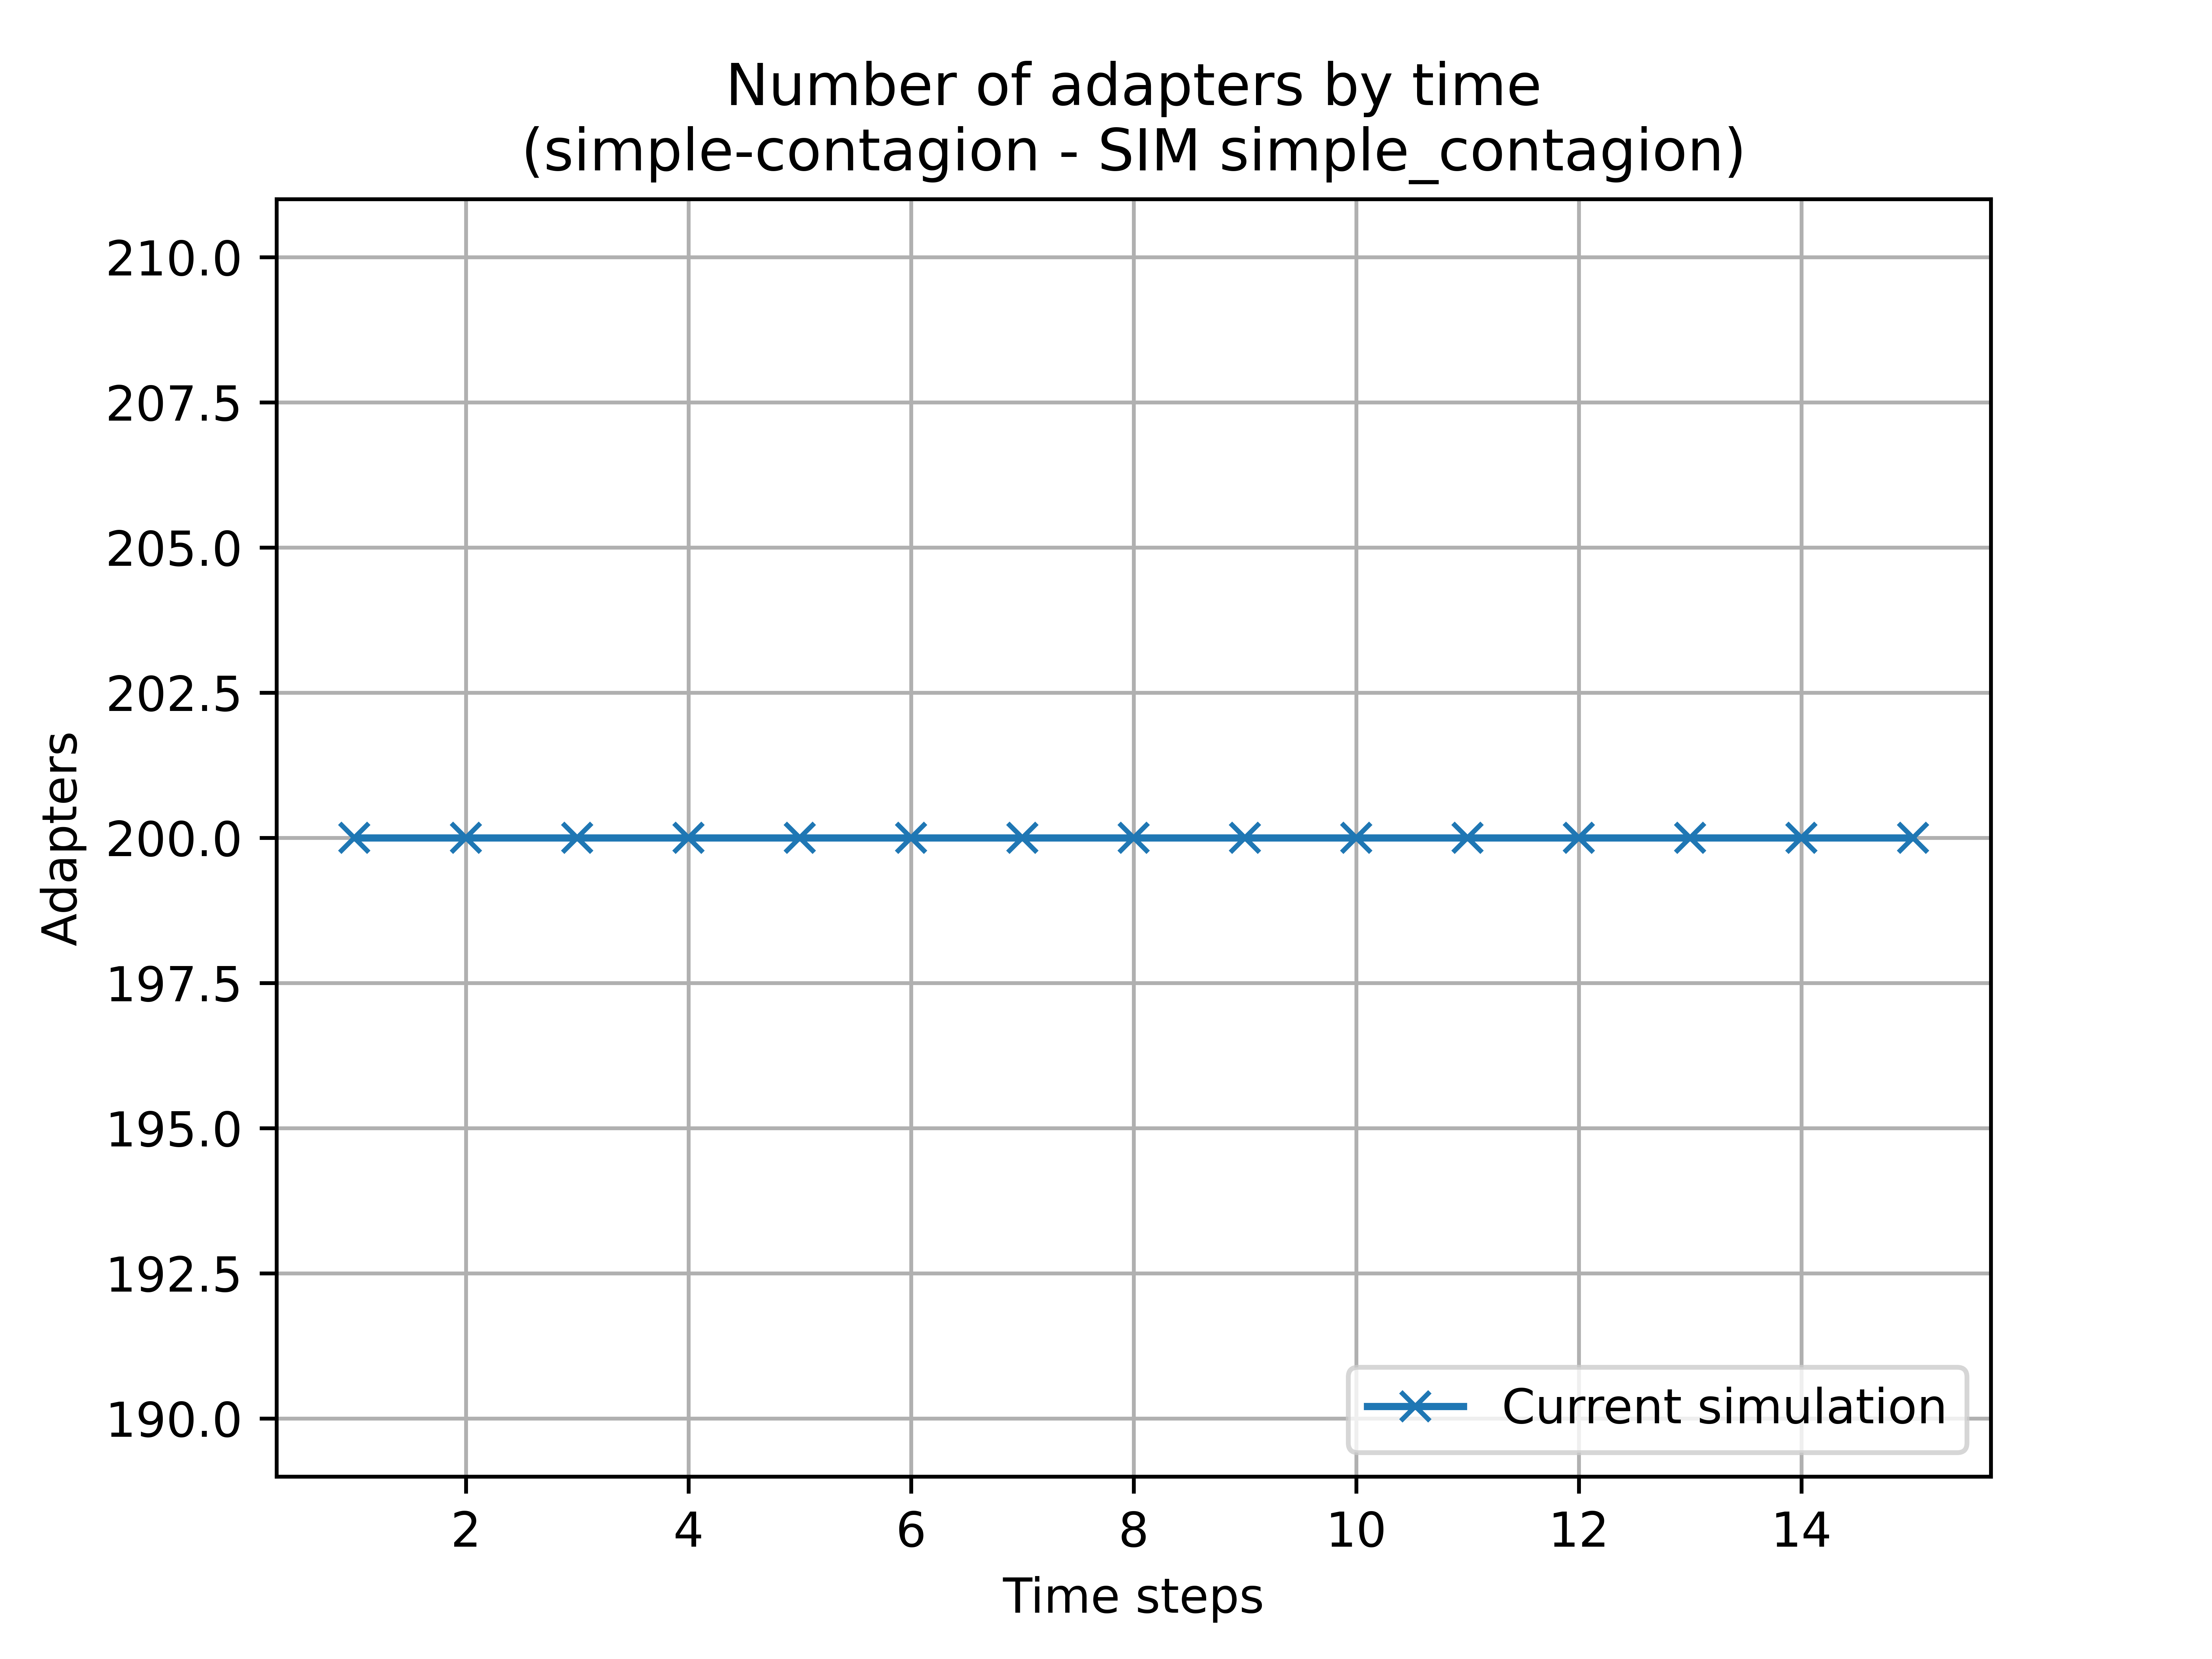 Number of adapters by time
(simple-contagion - SIM simple_contagion)
210.0
207.5
205.0
202.5
200.0
197.5
195.0
192.5
190.0
Adapters
Current simulation
2 4 6 8 10 12 14
Time steps